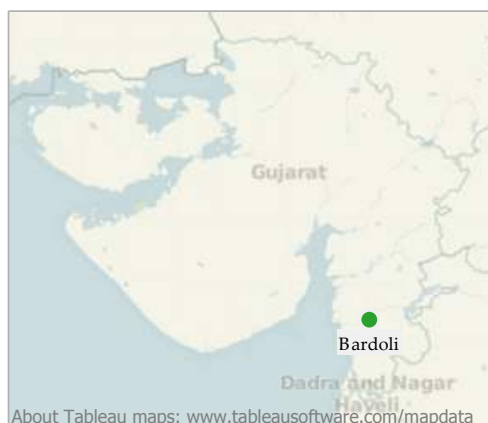 Gujarat
Bardoli
Dadra and Nagar
Haveli
About Tableau maps: www.tableausoftware.com/mapdata